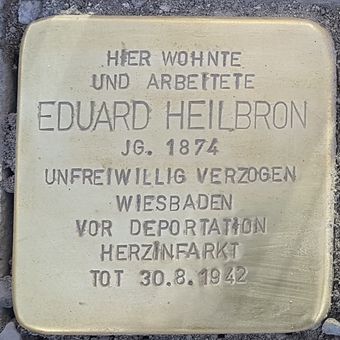 HIER WOHNTE
UND ARBEITETE
EDUARD HEILBRON
JG. 1874
UNFREIWILLIG VERZOGEN
WIESBADEN
VOR DEPORTATION
HERZINFARKT
TOT 30.8.1942